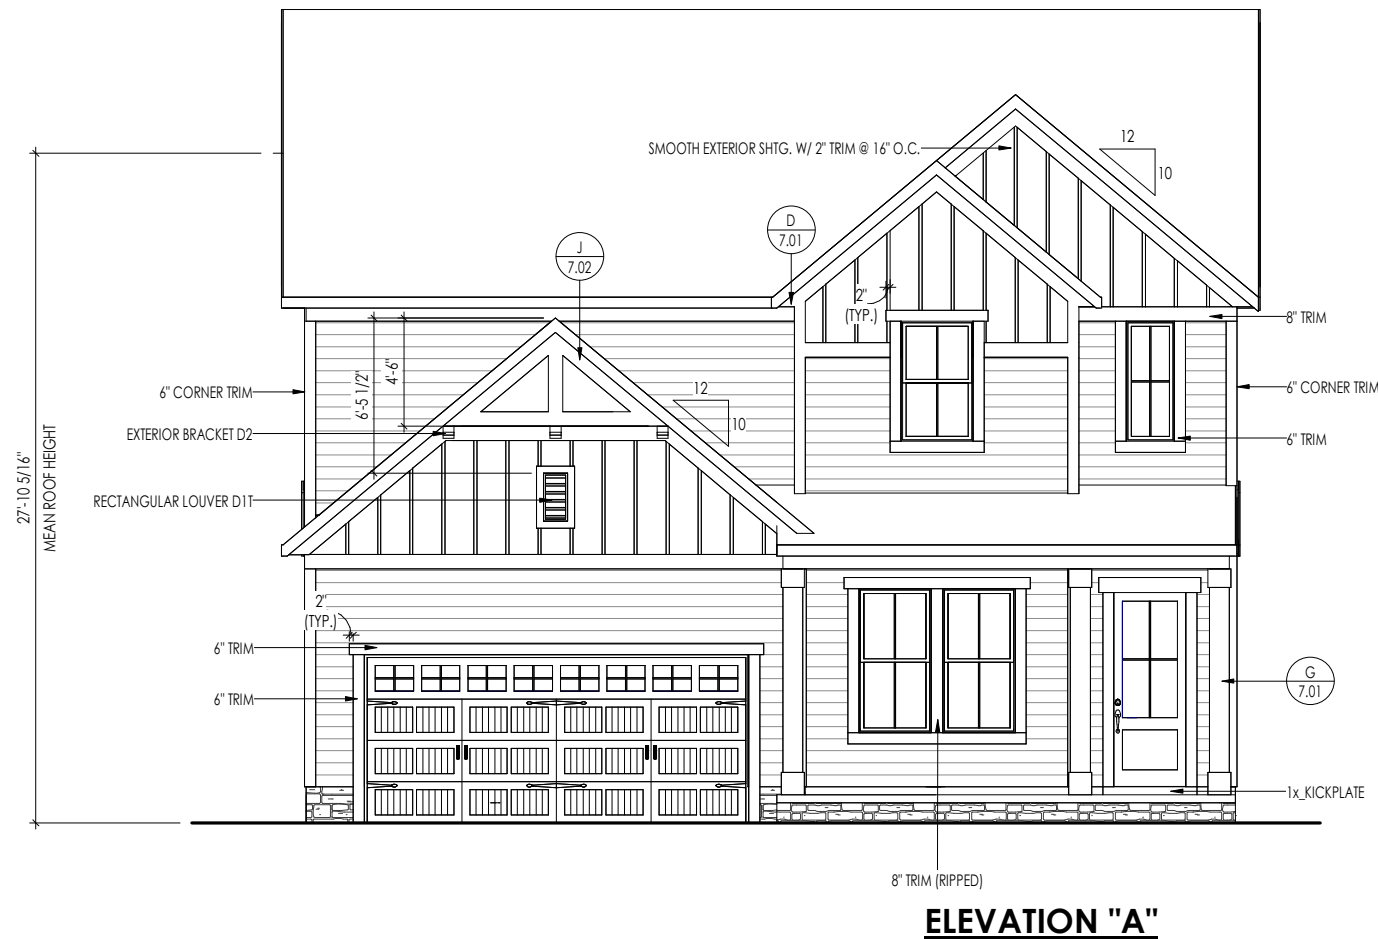 SMOOTH EXTERIOR SHTG. W/ 2" TRIM @ 16" O.C.
12
10
D
7.01
J
7.02
2"
(TYP.)
8" TRIM
6" CORNER TRIM
6'-5 1/2"
4'-6"
12
10
6" CORNER TRIM
EXTERIOR BRACKET D2
6" TRIM
RECTANGULAR LOUVER D1T
27'-10 5/16"
MEAN ROOF HEIGHT
2"
(TYP.)
6" TRIM
6" TRIM
G
7.01
1x_KICKPLATE
8" TRIM (RIPPED)
ELEVATION "A"